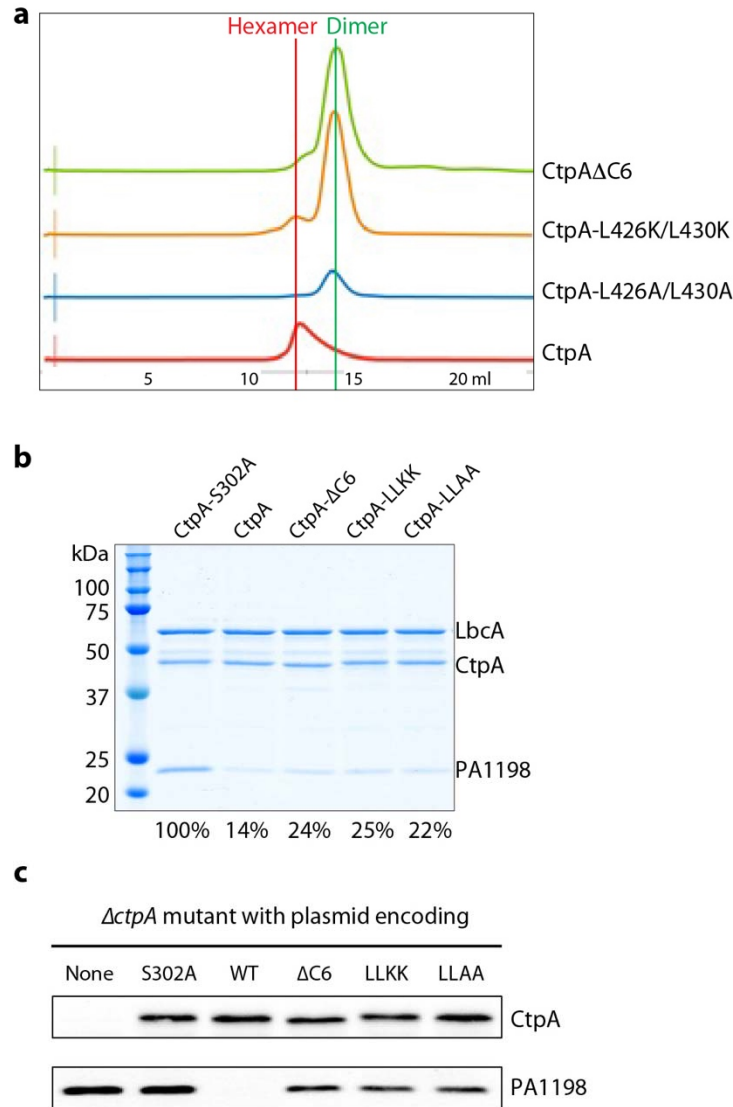 a
Hexamer Dimer
CtpAΔC6
CtpA-L426K/L430K
CtpA-L426A/L430A
CtpA
5 10 15 20 ml
b
CtpA-S302A CtpA CtpA-ΔC6 CtpA-LLKK CtpA-LLAA
kDa
100
75
LbcA
50
CtpA
37
25
PA1198
20
100% 14% 24% 25% 22%
c
ΔctpA mutant with plasmid encoding
None S302A WT ΔC6 LLKK LLAA
CtpA
PA1198